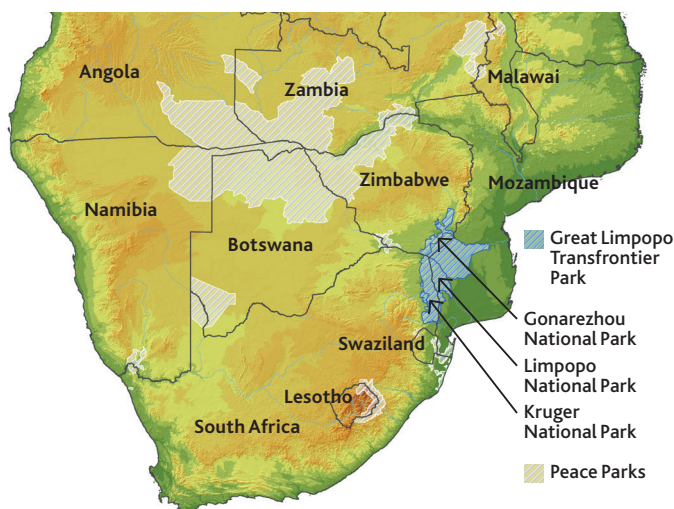 Angola
Zambia
Malawai
Zimbabwe
Mozambique
Namibia
Botswana
Great Limpopo
Transfrontier
Park
Gonarezhou
National Park
Swaziland
Limpopo
National Park
Lesotho
Kruger
National Park
South Africa
Peace Parks